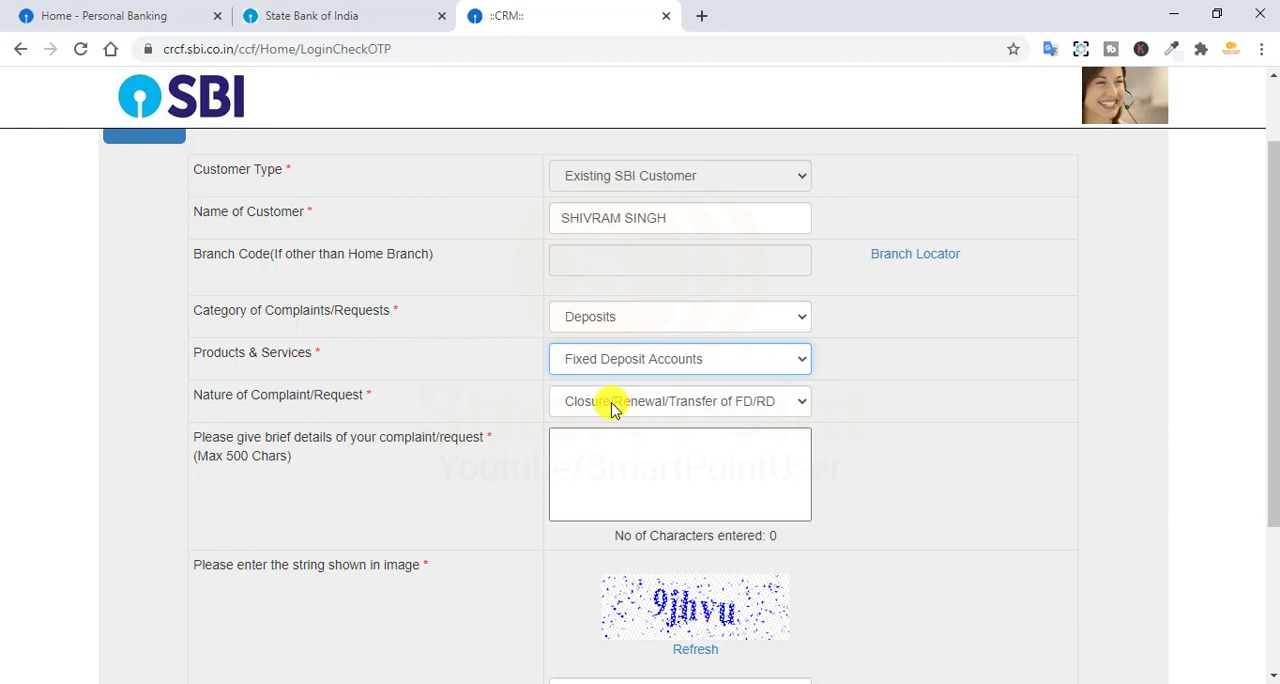 Home - Personal Banking
State Bank of India
::CRM::
crcf.sbi.co.in/ccf/Home/LoginCheckOTP
SBI
Customer Type *
Existing SBI Customer
Name of Customer *
SHIVRAM SINGH
Branch Code(If other than Home Branch)
Branch Locator
Category of Complaints/Requests *
Deposits
Products & Services *
Fixed Deposit Accounts
Nature of Complaint/Request *
Closure/Renewal/Transfer of FD/RD
Please give brief details of your complaint/request *
(Max 500 Chars)
Smart Point
Youtube/SmartPointUser
No of Characters entered: 0
Please enter the string shown in image *
9jhvu
Refresh